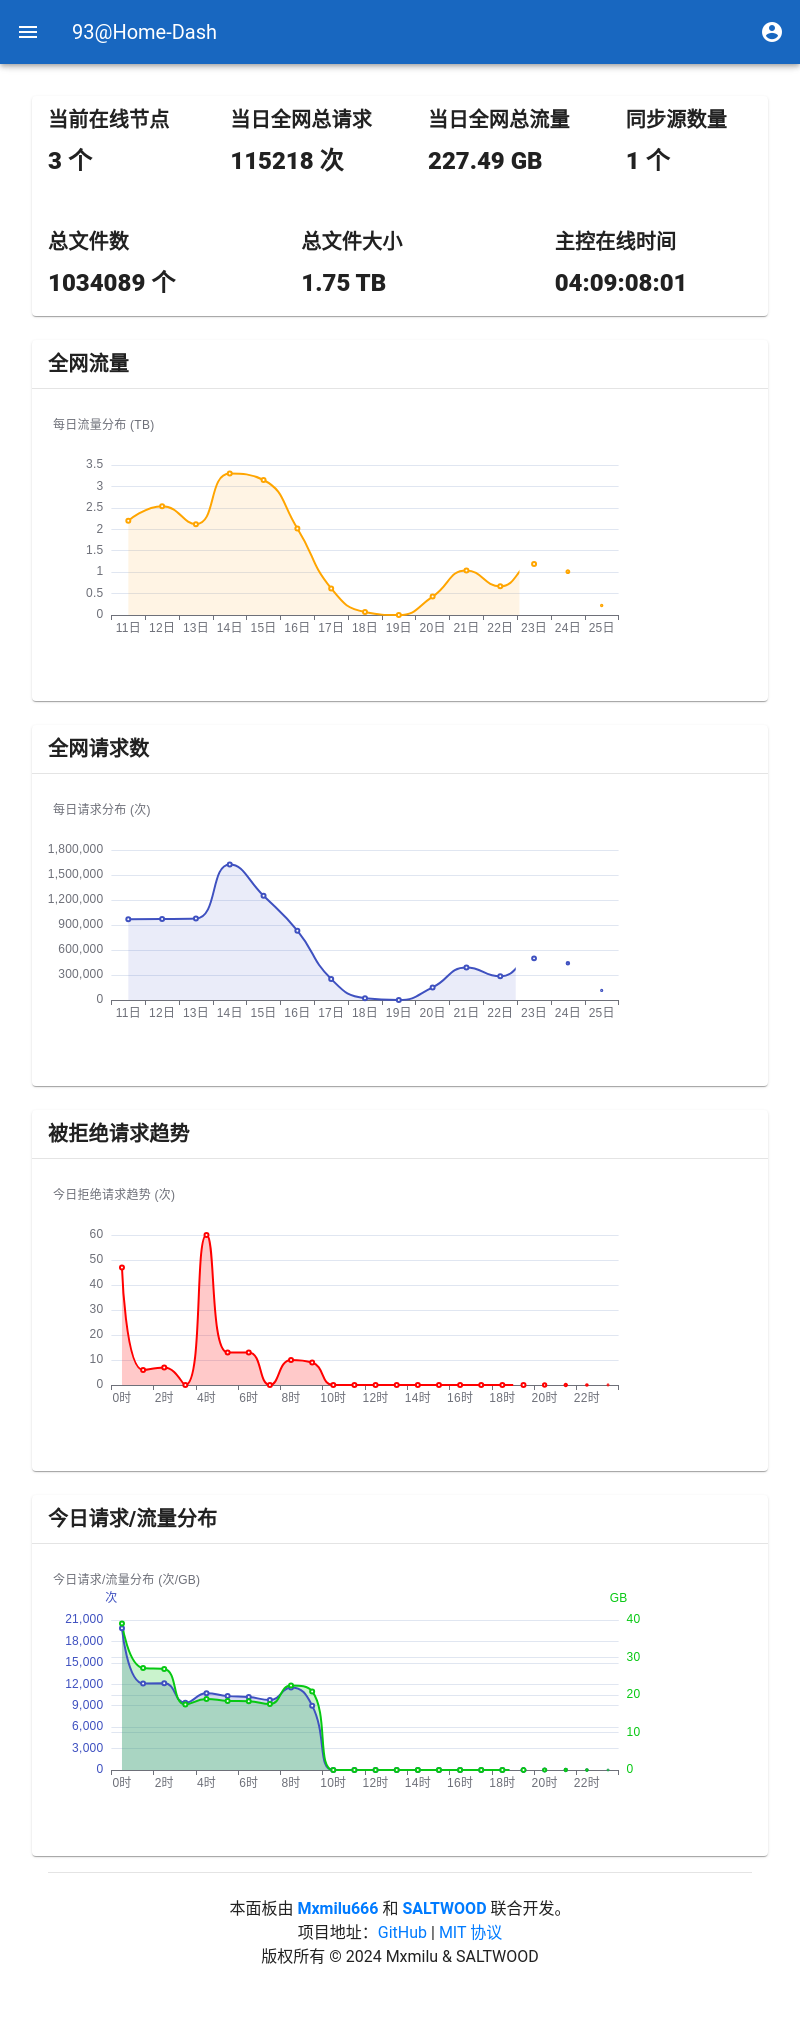 93@Home-Dash
当前在线节点 当日全网总请求 当日全网总流量 同步源数量
3 个 115218 次 227.49 GB 1 个
总文件数 总文件大小 主控在线时间
1034089 个 1.75 TB 04:09:08:01
全网流量
每日流量分布 (TB)
3.5
3
2.5
2
1.5
1
0.5
0
11日 12日 13日 14日 15日 16日 17日 18日 19日 20日 21日 22日 23日 24日 25日
全网请求数
每日请求分布 (次)
1,800,000
1,500,000
1,200,000
900,000
600,000
300,000
0
11日 12日 13日 14日 15日 16日 17日 18日 19日 20日 21日 22日 23日 24日 25日
被拒绝请求趋势
今日拒绝请求趋势 (次)
60
50
40
30
20
10
0
0时 2时 4时 6时 8时 10时 12时 14时 16时 18时 20时 22时
今日请求/流量分布
今日请求/流量分布 (次/GB)
次 GB
21,000 40
18,000
15,000 30
12,000 20
9,000
6,000 10
3,000
0 0
0时 2时 4时 6时 8时 10时 12时 14时 16时 18时 20时 22时
本面板由 Mxmilu666 和 SALTWOOD 联合开发。
项目地址：GitHub | MIT 协议
版权所有 © 2024 Mxmilu & SALTWOOD